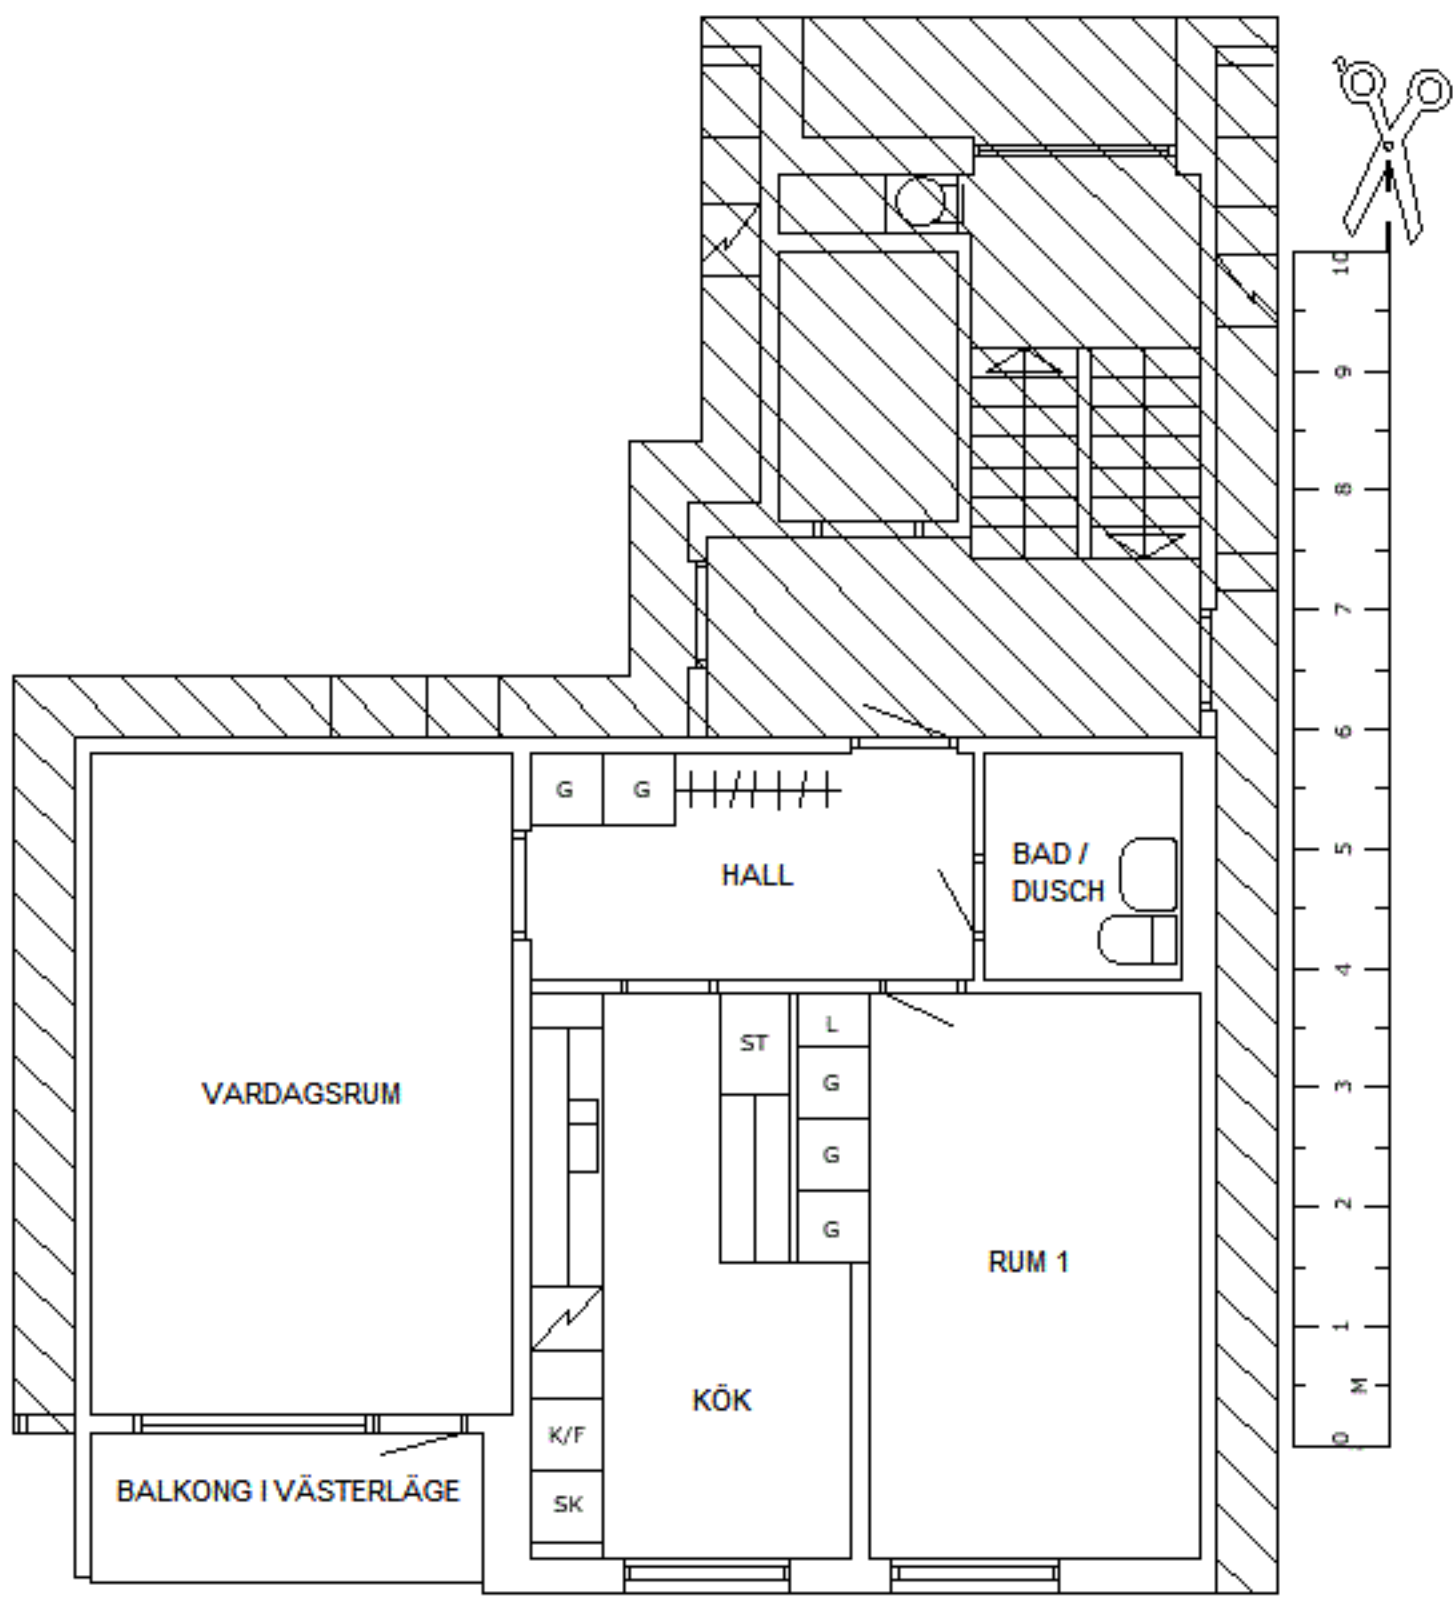 10
9
8
7
6
5
4
3
2
1
M
0
G G
HALL
BAD /
DUSCH
VARDAGSRUM
ST
L
G
G
G
RUM 1
KÖK
K/F
SK
BALKONG I VÄSTERLÄGE